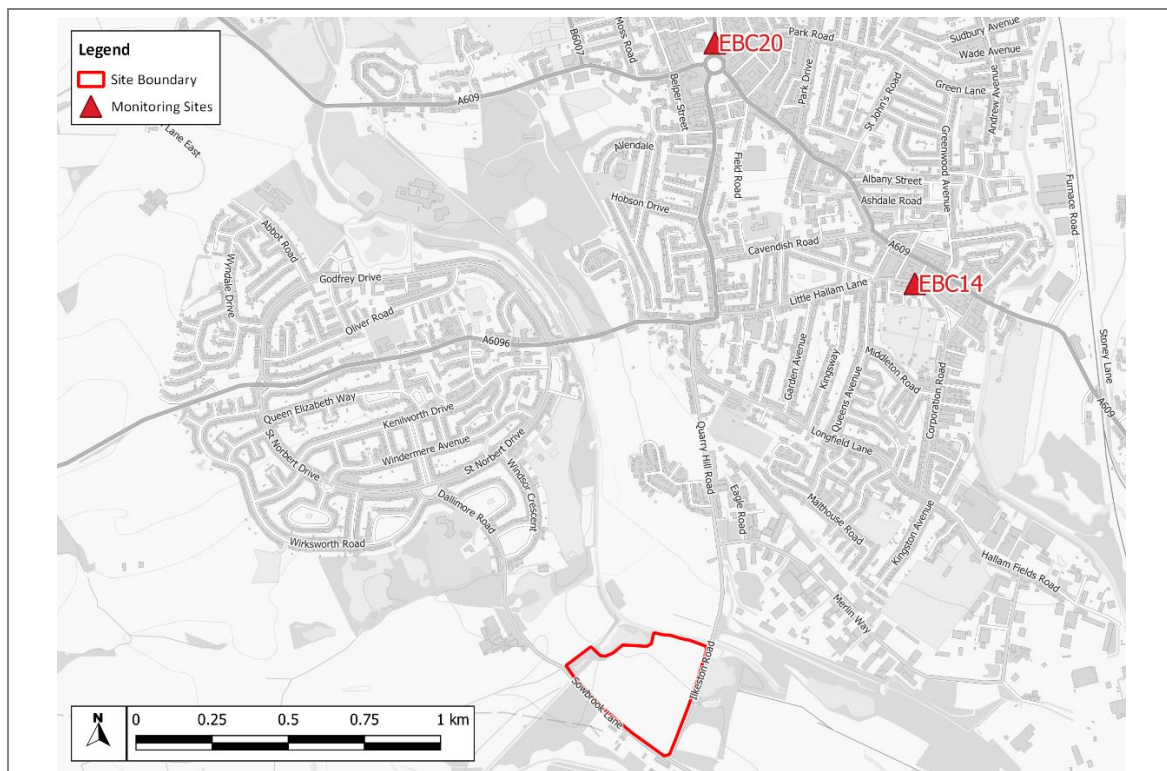 Legend
Site Boundary
Monitoring Sites
EBC20
Park Road
Sudbury Avenue
Wade Avenue
Green Lane
Andrew Avenue
Moss Road
B6007
A609
Belper Street
Park Drive
St John's Road
Lane East
Allendale
Field Road
Greenwood Avenue
Albany Street
Ashdale Road
Furnace Road
Hobson Drive
Abbot Road
Wyndale Drive
Godfrey Drive
Cavendish Road
A609
EBC14
Little Hallam Lane
Oliver Road
A6096
Stoney Lane
Garden Avenue
Kingsway
Queens Avenue
Middleton Road
Corporation Road
A609
Queen Elizabeth Way
Kenilworth Drive
Windermere Avenue
St Norbert Drive
St Norbert Drive
Windsor Crescent
Quarry Hill Road
Longfield Lane
Dallimore Road
Eagle Road
Malthouse Road
Wirksworth Road
Kingston Avenue
Hallam Fields Road
Merlin Way
Ilkeston Road
Sowbrook Lane
N
0 0.25 0.5 0.75 1 km